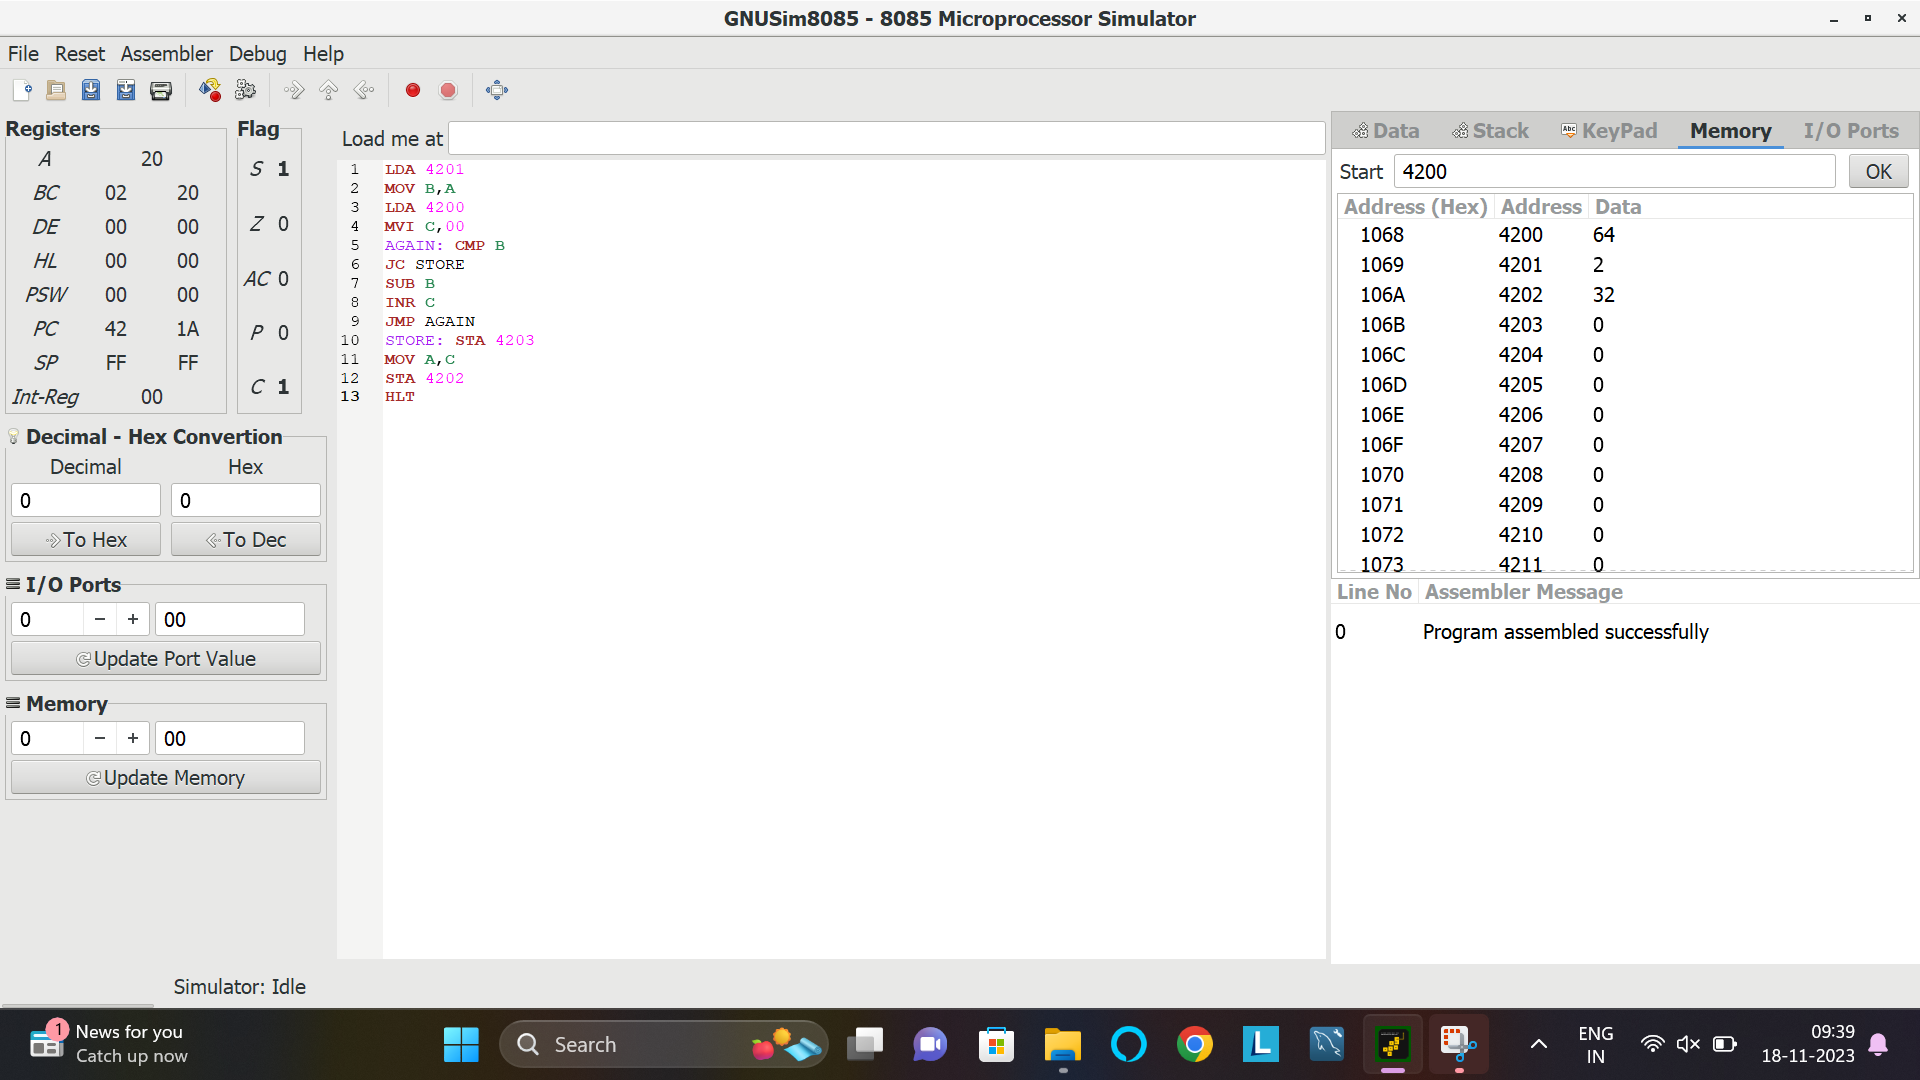 GNUSim8085 - 8085 Microprocessor Simulator
File Reset Assembler Debug Help
Registers
A 20
BC 02 20
DE 00 00
HL 00 00
PSW 00 00
PC 42 1A
SP FF FF
Int-Reg 00
Flag
S 1
Z 0
AC 0
P 0
C 1
Decimal - Hex Convertion
Decimal Hex
0 0
To Hex To Dec
I/O Ports
0 − + 00
Update Port Value
Memory
0 − + 00
Update Memory
Load me at
1 LDA 4201
2 MOV B,A
3 LDA 4200
4 MVI C,00
5 AGAIN: CMP B
6 JC STORE
7 SUB B
8 INR C
9 JMP AGAIN
10 STORE: STA 4203
11 MOV A,C
12 STA 4202
13 HLT
Data Stack Abc KeyPad Memory I/O Ports
Start 4200 OK
Address (Hex) Address Data
1068 4200 64
1069 4201 2
106A 4202 32
106B 4203 0
106C 4204 0
106D 4205 0
106E 4206 0
106F 4207 0
1070 4208 0
1071 4209 0
1072 4210 0
1073 4211 0
Line No Assembler Message
0 Program assembled successfully
Simulator: Idle
1
News for you
Catch up now
Search
L
ENG
IN
09:39
18-11-2023